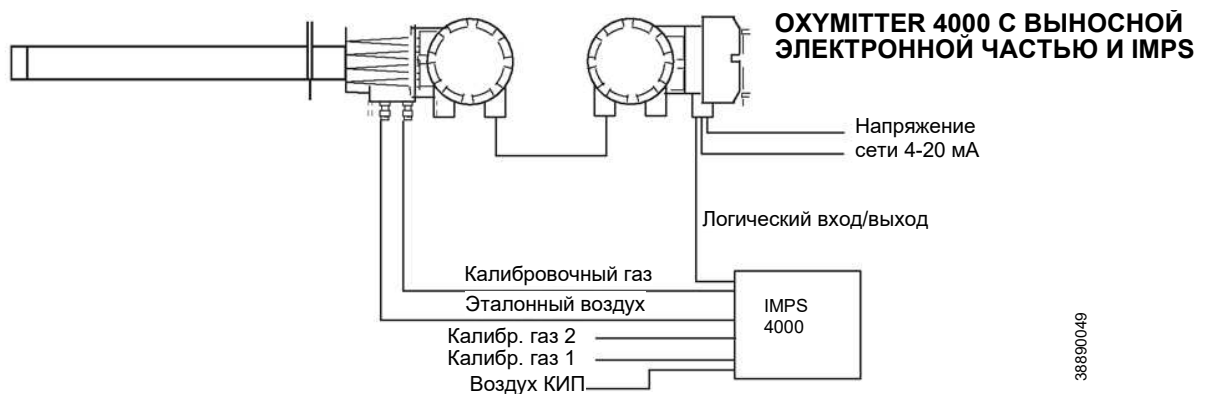 OXYMITTER 4000 С ВЫНОСНОЙ
ЭЛЕКТРОННОЙ ЧАСТЬЮ И IMPS
Напряжение
сети 4-20 мА
Логический вход/выход
Калибровочный газ
Эталонный воздух
IMPS
4000
Калибр. газ 2
Калибр. газ 1
Воздух КИП
38890049